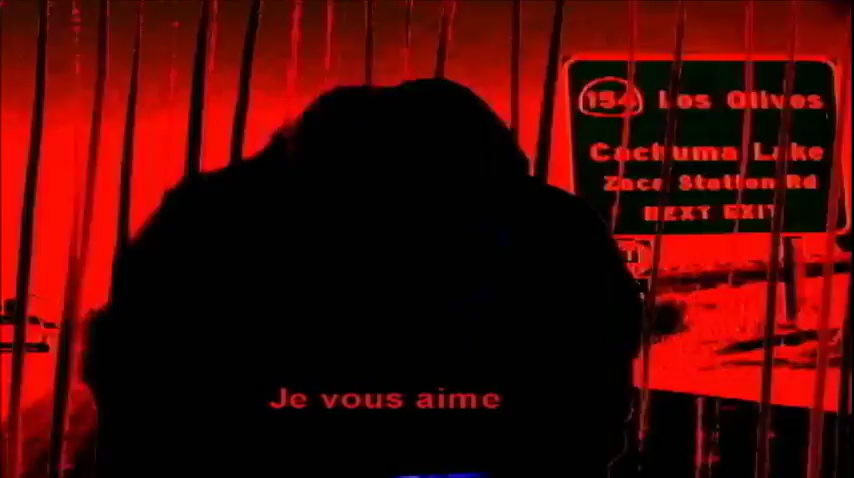 154 Los Olivos
Cachuma Lake
Zaca Station Rd
NEXT EXIT
Je vous aime